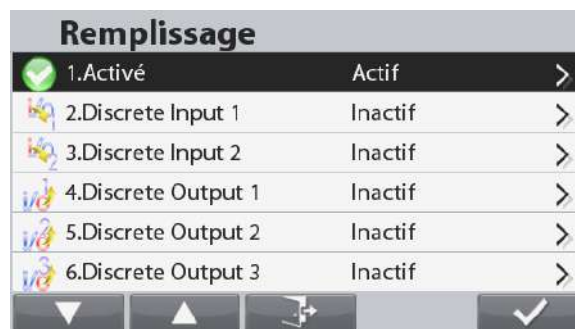 Remplissage
1.Activé Actif
2.Discrete Input 1 Inactif
3.Discrete Input 2 Inactif
4.Discrete Output 1 Inactif
5.Discrete Output 2 Inactif
6.Discrete Output 3 Inactif